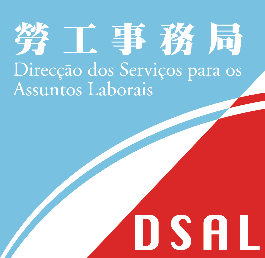 勞工事務局
Direcção dos Serviços para os
Assuntos Laborais
DSAL